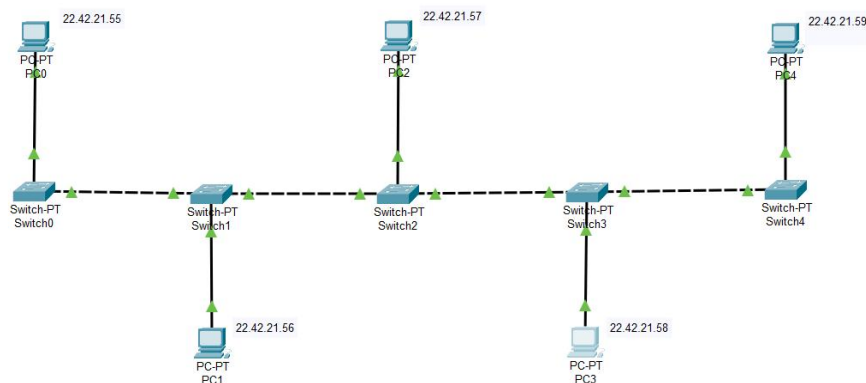 22.42.21.55
22.42.21.57
22.42.21.59
PC-PT
PC0
PC-PT
PC2
PC-PT
PC4
Switch-PT
Switch0
Switch-PT
Switch1
Switch-PT
Switch2
Switch-PT
Switch3
Switch-PT
Switch4
22.42.21.56
22.42.21.58
PC-PT
PC1
PC-PT
PC3